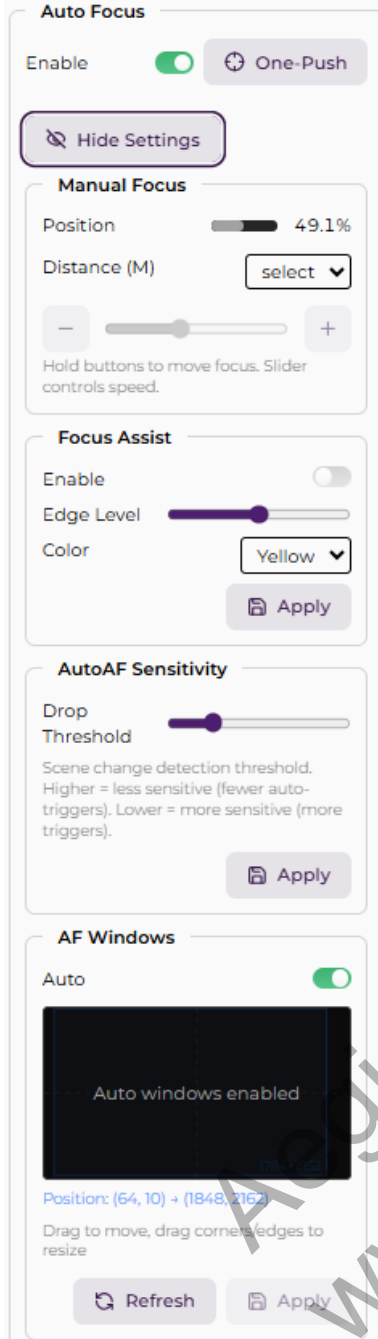 Auto Focus
Enable
One-Push
Hide Settings
Manual Focus
Position 49.1%
Distance (M) select
Hold buttons to move focus. Slider
controls speed.
Focus Assist
Enable
Edge Level
Color Yellow
Apply
AutoAF Sensitivity
Drop
Threshold
Scene change detection threshold.
Higher = less sensitive (fewer auto-
triggers). Lower = more sensitive (more
triggers).
Apply
AF Windows
Auto
Auto windows enabled
Position: (64, 10) → (1848, 2162)
Drag to move, drag corners/edges to
resize
Refresh Apply